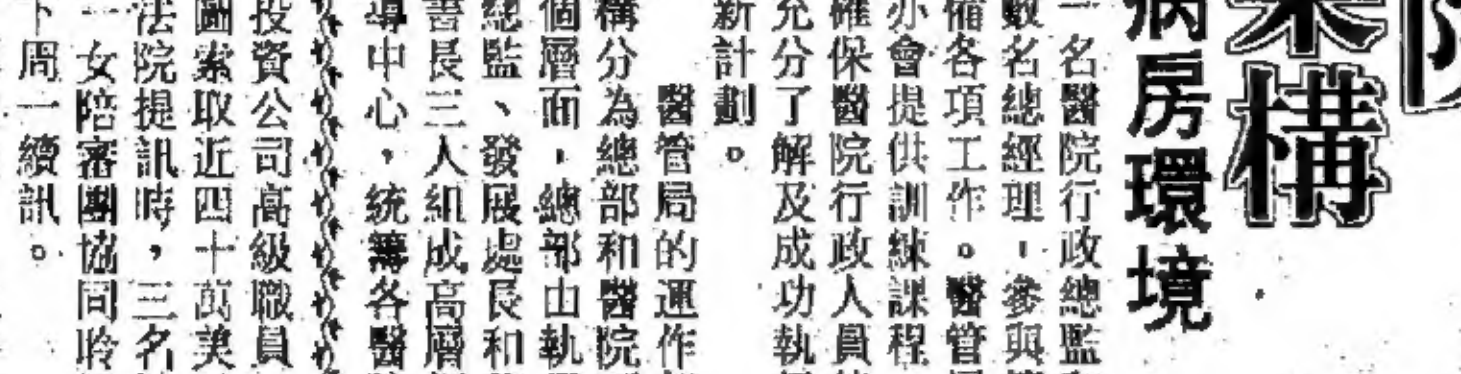 院
架構
病房環境
一名醫院行政總監
數名總經理，參與
備各項工作。醫管
亦會提供訓練課程
確保醫院行政人員
充分了解及成功執
新計劃。
醫管局的運作
構分為總部和醫院
個層面，總部由執
總監、發展處長和
書長三人組成高層
導中心，統籌各醫
投資公司高級職員
圖索取近四十萬美
法院提訊時，三名
一女陪審團協同聆
下周一續訊。